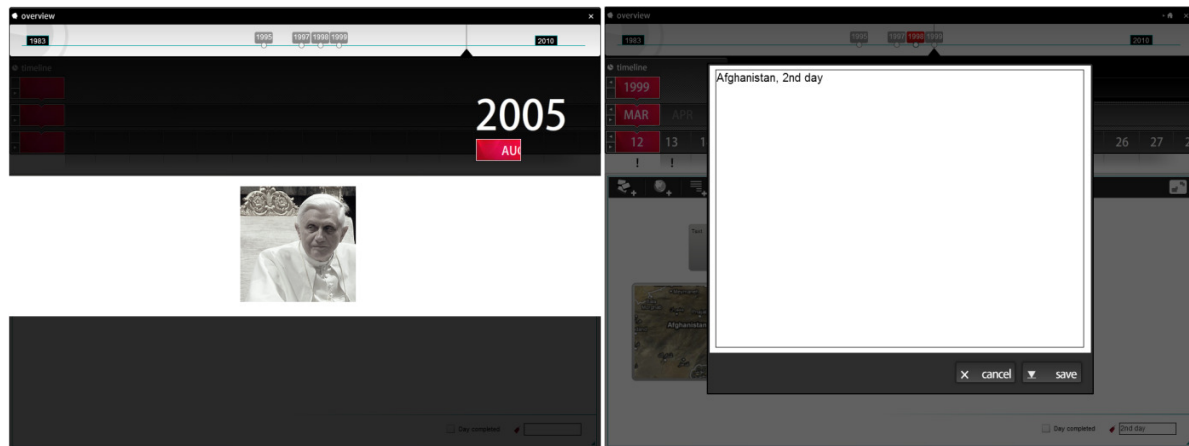 overview
1983
1995
1997
1998
1999
2010
timeline
2005
AUG
Day completed
overview
1983
1995
1997
1998
1999
2010
timeline
1999
MAR
APR
12
13
26
27
!
!
Text
Afghanistan
Afghanistan, 2nd day
cancel
save
Day completed
2nd day